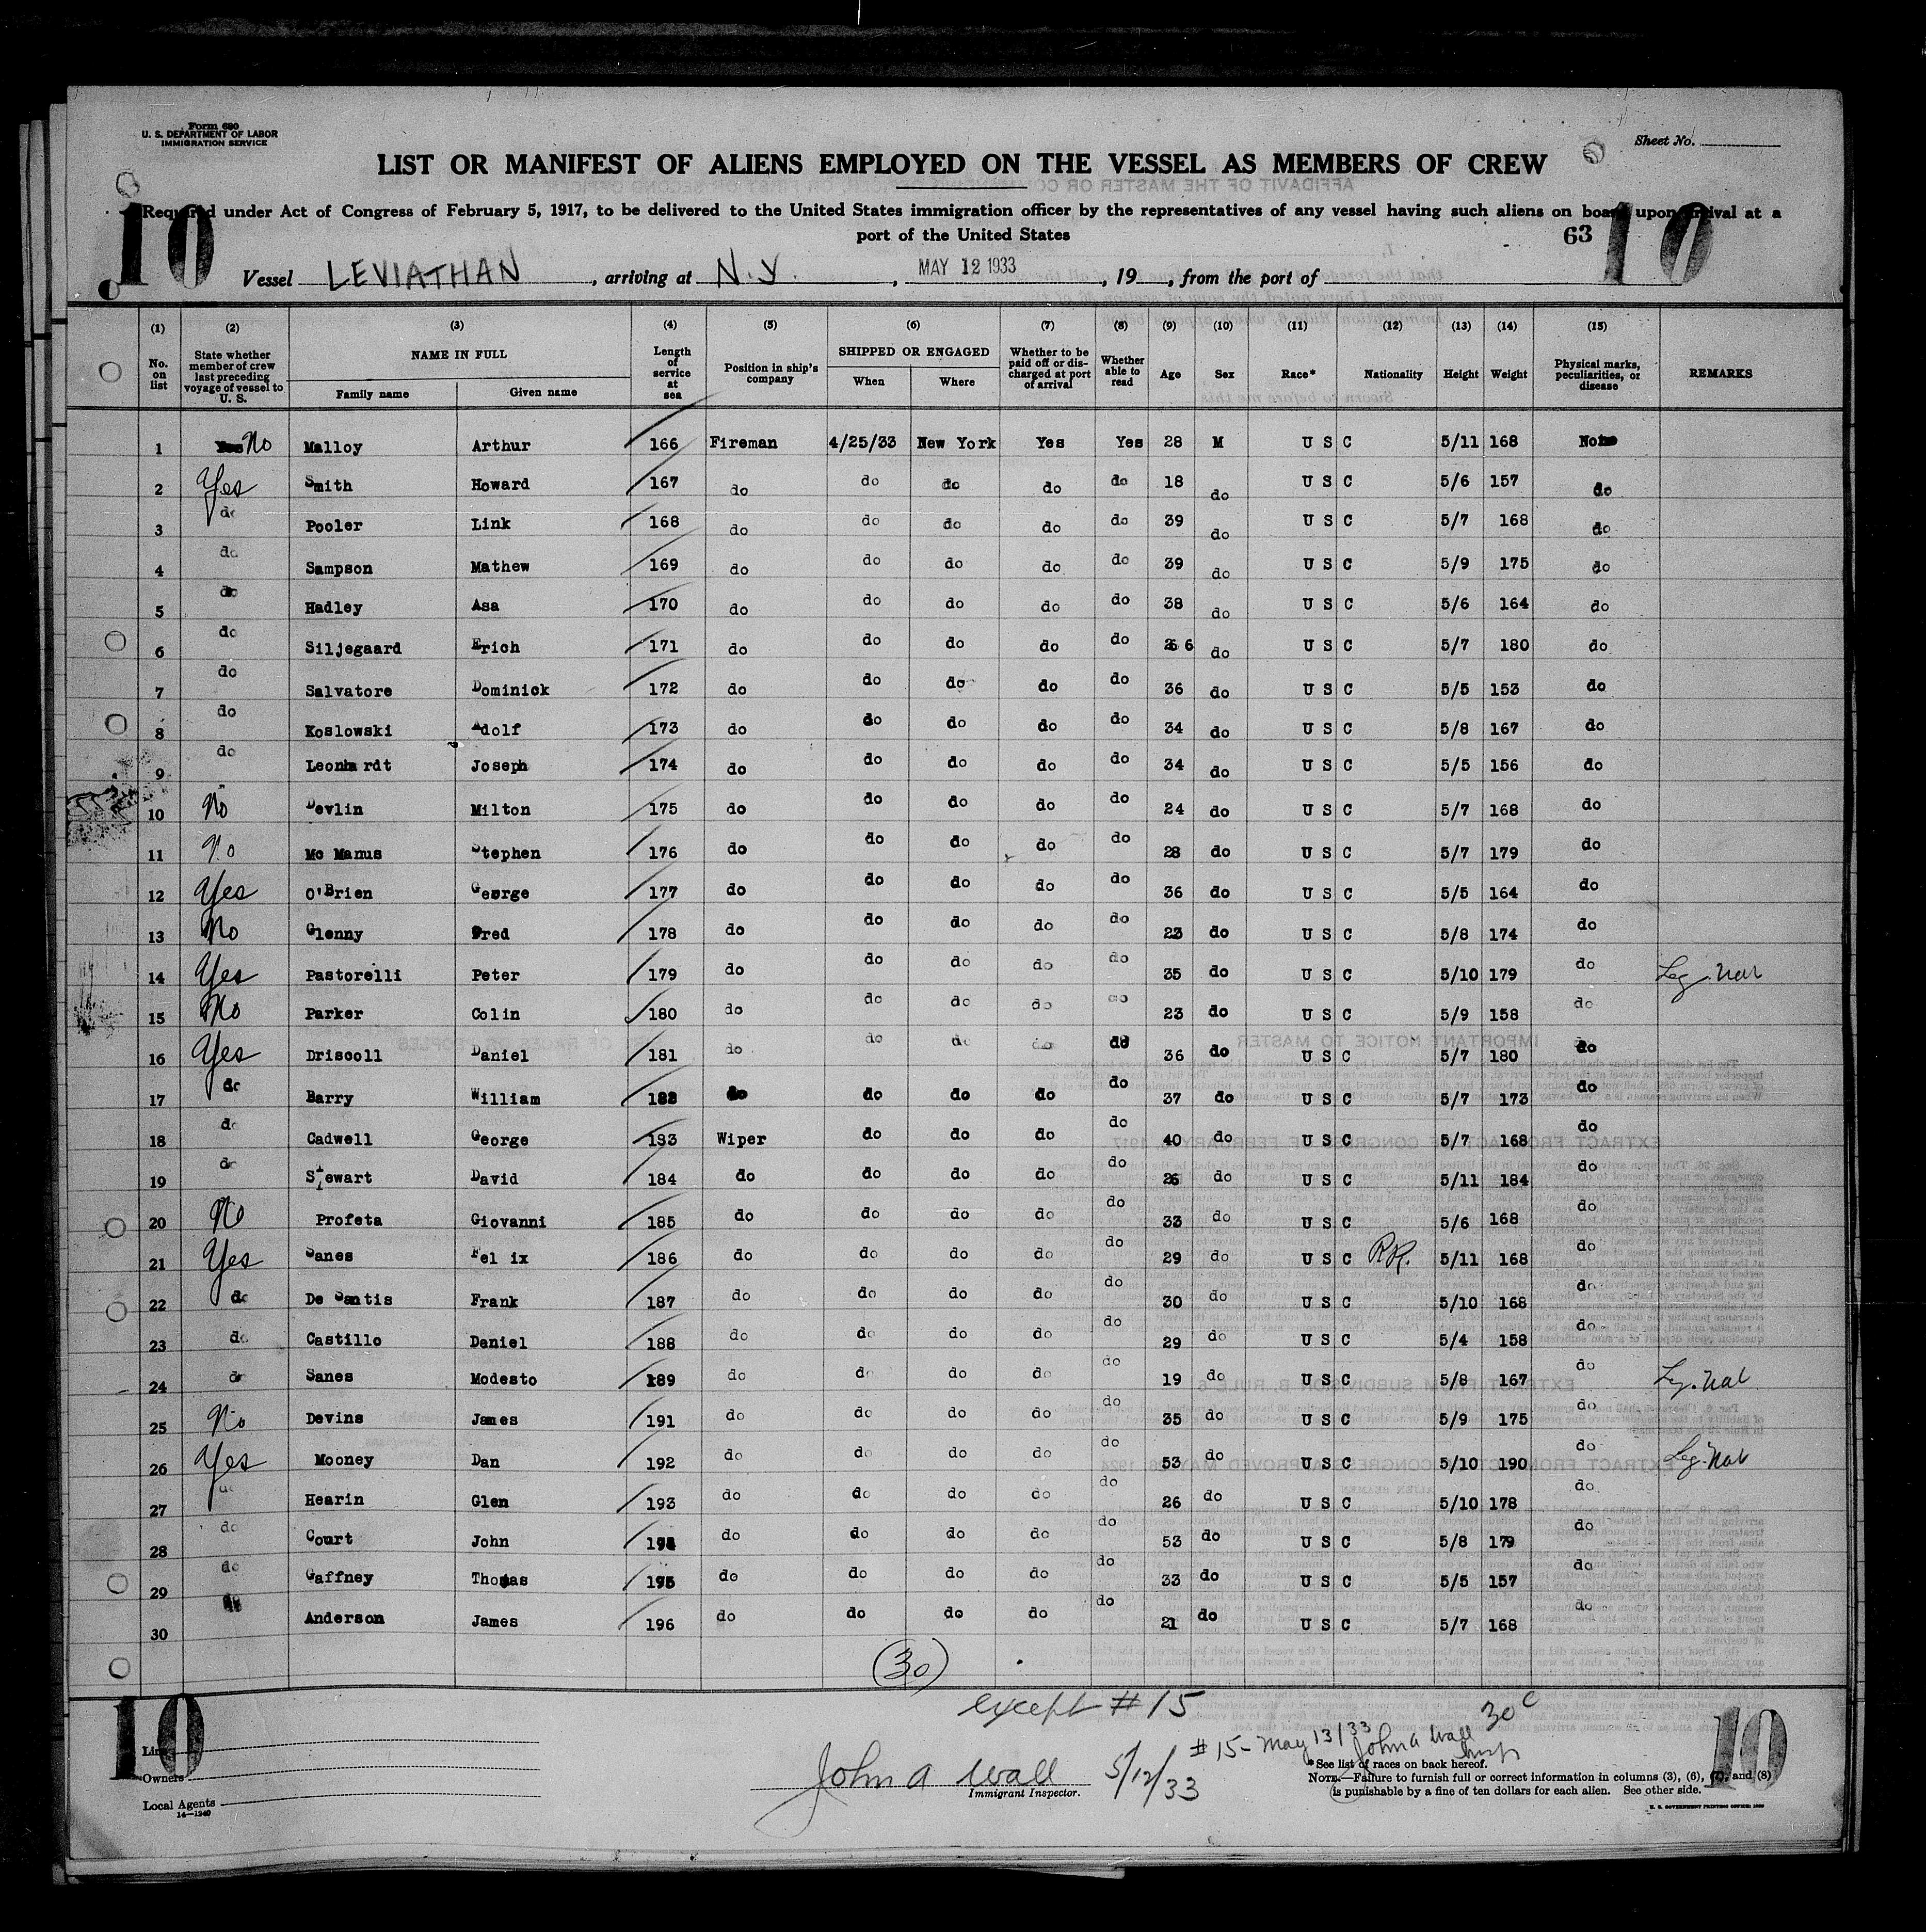 Form 680
U. S. DEPARTMENT OF LABOR
IMMIGRATION SERVICE
Sheet No.
LIST OR MANIFEST OF ALIENS EMPLOYED ON THE VESSEL AS MEMBERS OF CREW
10 10
Required under Act of Congress of February 5, 1917, to be delivered to the United States immigration officer by the representatives of any vessel having such aliens on board upon arrival at a
port of the United States
63
Vessel LEVIATHAN, arriving at N.Y., MAY 12 1933, 19, from the port of
(1) (2) (3) (4) (5) (6) (7) (8) (9) (10) (11) (12) (13) (14) (15)
No. on list State whether member of crew last preceding voyage of vessel to U. S. NAME IN FULL Family name Given name Length of service at sea Position in ship's company SHIPPED OR ENGAGED When Where Whether to be paid off or discharged at port of arrival Whether able to read Age Sex Race* Nationality Height Weight Physical marks, peculiarities, or disease REMARKS
1 No Malloy Arthur 166 Fireman 4/25/33 New York Yes Yes 28 M U S C 5/11 168 None
2 Yes Smith Howard 167 do do do do do 18 do U S C 5/6 157 do
3 do Pooler Link 168 do do do do do 39 do U S C 5/7 168 do
4 do Sampson Mathew 169 do do do do do 39 do U S C 5/9 175 do
5 do Hadley Asa 170 do do do do do 38 do U S C 5/6 164 do
6 do Siljegaard Erich 171 do do do do do 26 do U S C 5/7 180 do
7 do Salvatore Dominick 172 do do do do do 36 do U S C 5/5 153 do
8 do Koslowski Adolf 173 do do do do do 34 do U S C 5/8 167 do
9 do Leonhardt Joseph 174 do do do do do 34 do U S C 5/5 156 do
10 No Devlin Milton 175 do do do do do 24 do U S C 5/7 168 do
11 No Mc Manus Stephen 176 do do do do do 28 do U S C 5/7 179 do
12 Yes O'Brien George 177 do do do do do 36 do U S C 5/5 164 do
13 No Glenny Fred 178 do do do do do 23 do U S C 5/8 174 do
14 Yes Pastorelli Peter 179 do do do do do 35 do U S C 5/10 179 do Leg. Nat
15 No Parker Colin 180 do do do do do 23 do U S C 5/9 158 do
16 Yes Driscoll Daniel 181 do do do do do 36 do U S C 5/7 180 do
17 do Barry William 182 do do do do do 37 do U S C 5/7 173 do
18 do Cadwell George 193 Wiper do do do do 40 do U S C 5/7 168 do
19 do Stewart David 184 do do do do do 26 do U S C 5/11 184 do
20 No Profeta Giovanni 185 do do do do do 33 do U S C 5/6 168 do
21 Yes Sanes Felix 186 do do do do do 29 do U S C P.R. 5/11 168 do
22 do De Santis Frank 187 do do do do do 30 do U S C 5/10 168 do
23 do Castillo Daniel 188 do do do do do 29 do U S C 5/4 158 do
24 do Sanes Modesto 189 do do do do do 19 do U S C 5/8 167 do Leg. Nat
25 No Devins James 191 do do do do do 35 do U S C 5/9 175 do
26 Yes Mooney Dan 192 do do do do do 53 do U S C 5/10 190 do Leg. Nat
27 do Hearin Glen 193 do do do do do 26 do U S C 5/10 178 do
28 do Court John 194 do do do do do 53 do U S C 5/8 179 do
29 do Gaffney Thomas 195 do do do do do 33 do U S C 5/5 157 do
30 Anderson James 196 do do do do do 21 do U S C 5/7 168 do
(30)
except # 15
10 10
30c
# 15 - May 13/33 John A Wall
Insp
Line
Owners
Local Agents
14—1240
John A Wall 5/12/33
Immigrant Inspector.
*See list of races on back hereof.
NOTE.—Failure to furnish full or correct information in columns (3), (6), (7), and (8)
is punishable by a fine of ten dollars for each alien. See other side.